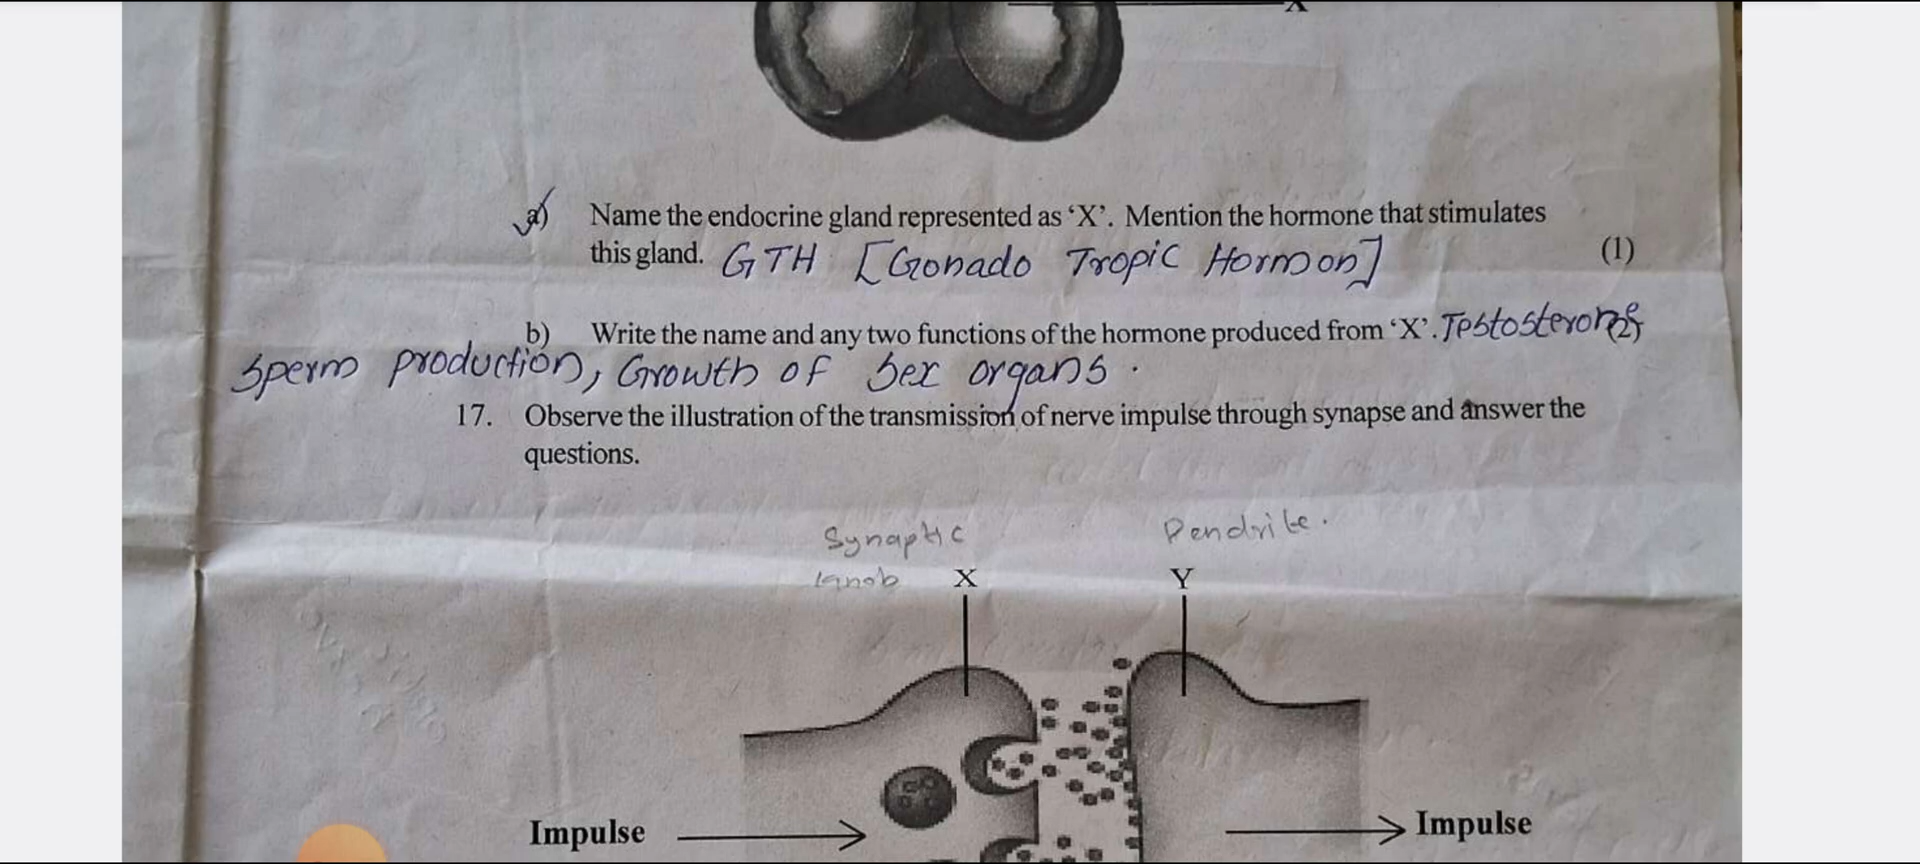 X
a) Name the endocrine gland represented as ‘X’. Mention the hormone that stimulates
this gland. GTH [Gonado Tropic Hormon] (1)
b) Write the name and any two functions of the hormone produced from ‘X’. Testosterone
Sperm production, Growth of Sex organs.
17. Observe the illustration of the transmission of nerve impulse through synapse and answer the
questions.
Synaptic Dendrite.
knob X Y
Impulse Impulse